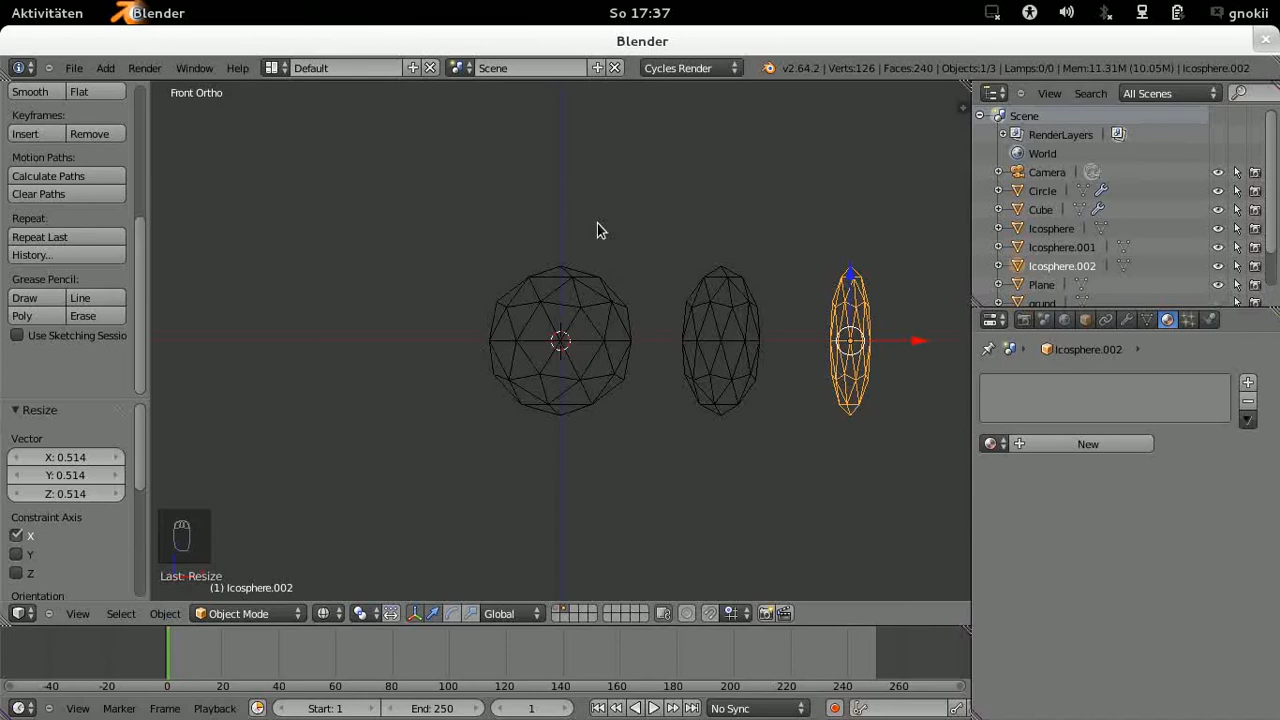 Aktivitäten Blender So 17:37 gnokii
Blender
File Add Render Window Help Default Scene Cycles Render v2.64.2 | Verts:126 | Faces:240 | Objects:1/3 | Lamps:0/0 | Mem:11.31M (10.05M) | Icosphere.002
Smooth Flat
Keyframes:
Insert Remove
Motion Paths:
Calculate Paths
Clear Paths
Repeat:
Repeat Last
History...
Grease Pencil:
Draw Line
Poly Erase
Use Sketching Sessio
Resize
Vector
X: 0.514
Y: 0.514
Z: 0.514
Constraint Axis
X
Y
Z
Orientation
Front Ortho
Last: Resize
(1) Icosphere.002
View Select Object Object Mode Global
View Search All Scenes
Scene
RenderLayers
World
Camera
Circle
Cube
Icosphere
Icosphere.001
Icosphere.002
Plane
grund
Icosphere.002
New
-40 -20 0 20 40 60 80 100 120 140 160 180 200 220 240 260
View Marker Frame Playback Start: 1 End: 250 1 No Sync